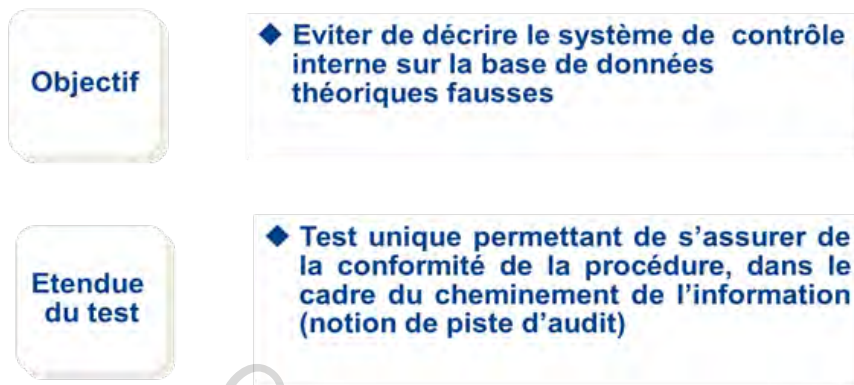 Objectif
◆ Eviter de décrire le système de contrôle
interne sur la base de données
théoriques fausses
Etendue
du test
◆ Test unique permettant de s'assurer de
la conformité de la procédure, dans le
cadre du cheminement de l'information
(notion de piste d'audit)